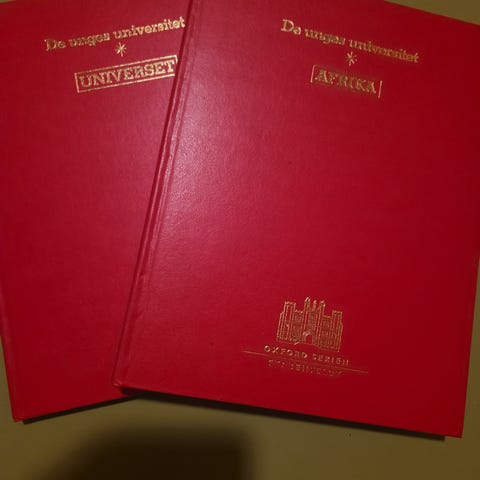 De unges universitet
UNIVERSET
De unges universitet
AFRIKA
OXFORD SERIEN